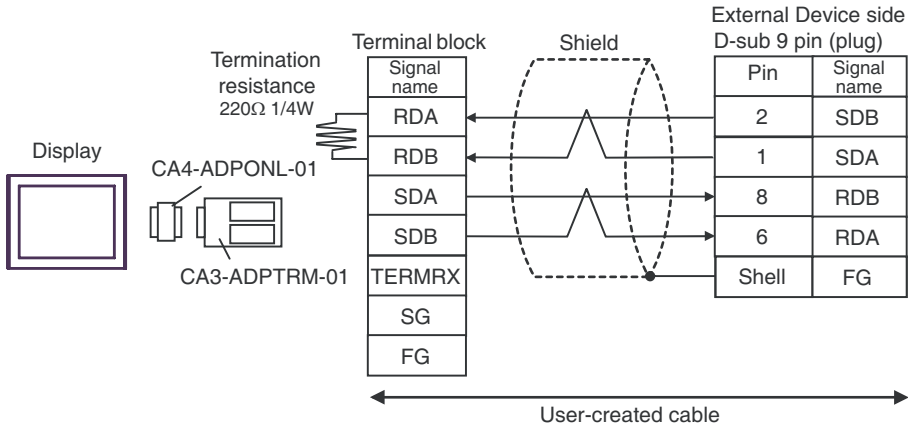 External Device side
D-sub 9 pin (plug)
Terminal block
Shield
Termination
resistance
220Ω 1/4W
Signal
name
Pin
Signal
name
RDA
2
SDB
RDB
1
SDA
Display
CA4-ADPONL-01
SDA
8
RDB
SDB
6
RDA
CA3-ADPTRM-01
TERMRX
Shell
FG
SG
FG
User-created cable